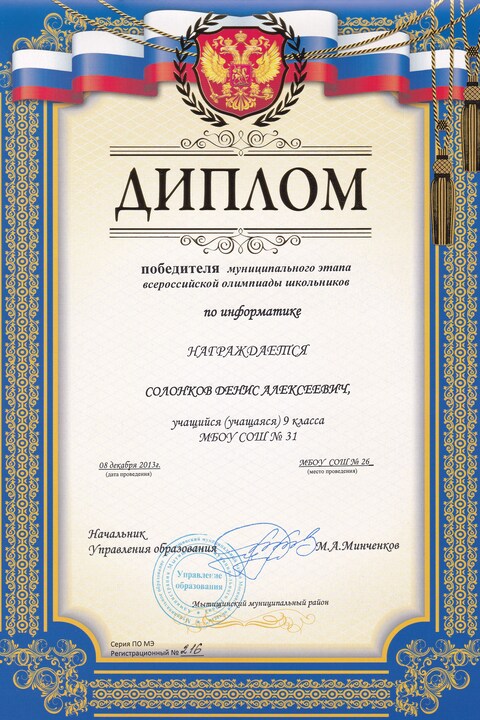 ДИПЛОМ
победителя муниципального этапа
всероссийской олимпиады школьников
по информатике
НАГРАЖДАЕТСЯ
СОЛОНКОВ ДЕНИС АЛЕКСЕЕВИЧ,
учащийся (учащаяся) 9 класса
МБОУ СОШ № 31
08 декабря 2013г. МБОУ СОШ № 26
(дата проведения) (место проведения)
Начальник
Управления образования М.А.Минченков
Управление
образования
Мытищинский муниципальный район
Серия ПО МЭ
Регистрационный № 216